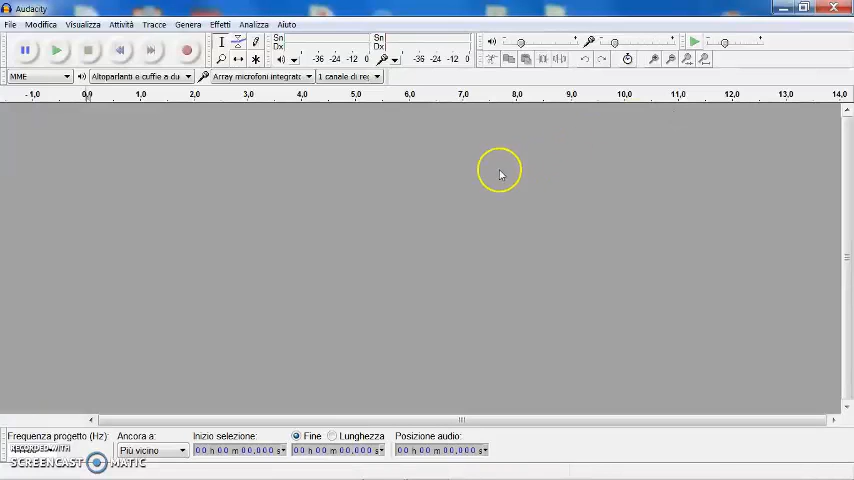 Audacity
File Modifica Visualizza Attività Tracce Genera Effetti Analizza Aiuto
Sn
Dx
-36 -24 -12 0
Sn
Dx
-36 -24 -12 0
MME
Altoparlanti e cuffie a du
Array microfoni integrato
1 canale di reg
- 1,0 0,0 1,0 2,0 3,0 4,0 5,0 6,0 7,0 8,0 9,0 10,0 11,0 12,0 13,0 14,0
Frequenza progetto (Hz): Ancora a: Inizio selezione: Fine Lunghezza Posizione audio:
Più vicino 00 h 00 m 00,000 s 00 h 00 m 00,000 s 00 h 00 m 00,000 s
RECORDED WITH
SCREENCAST MATIC